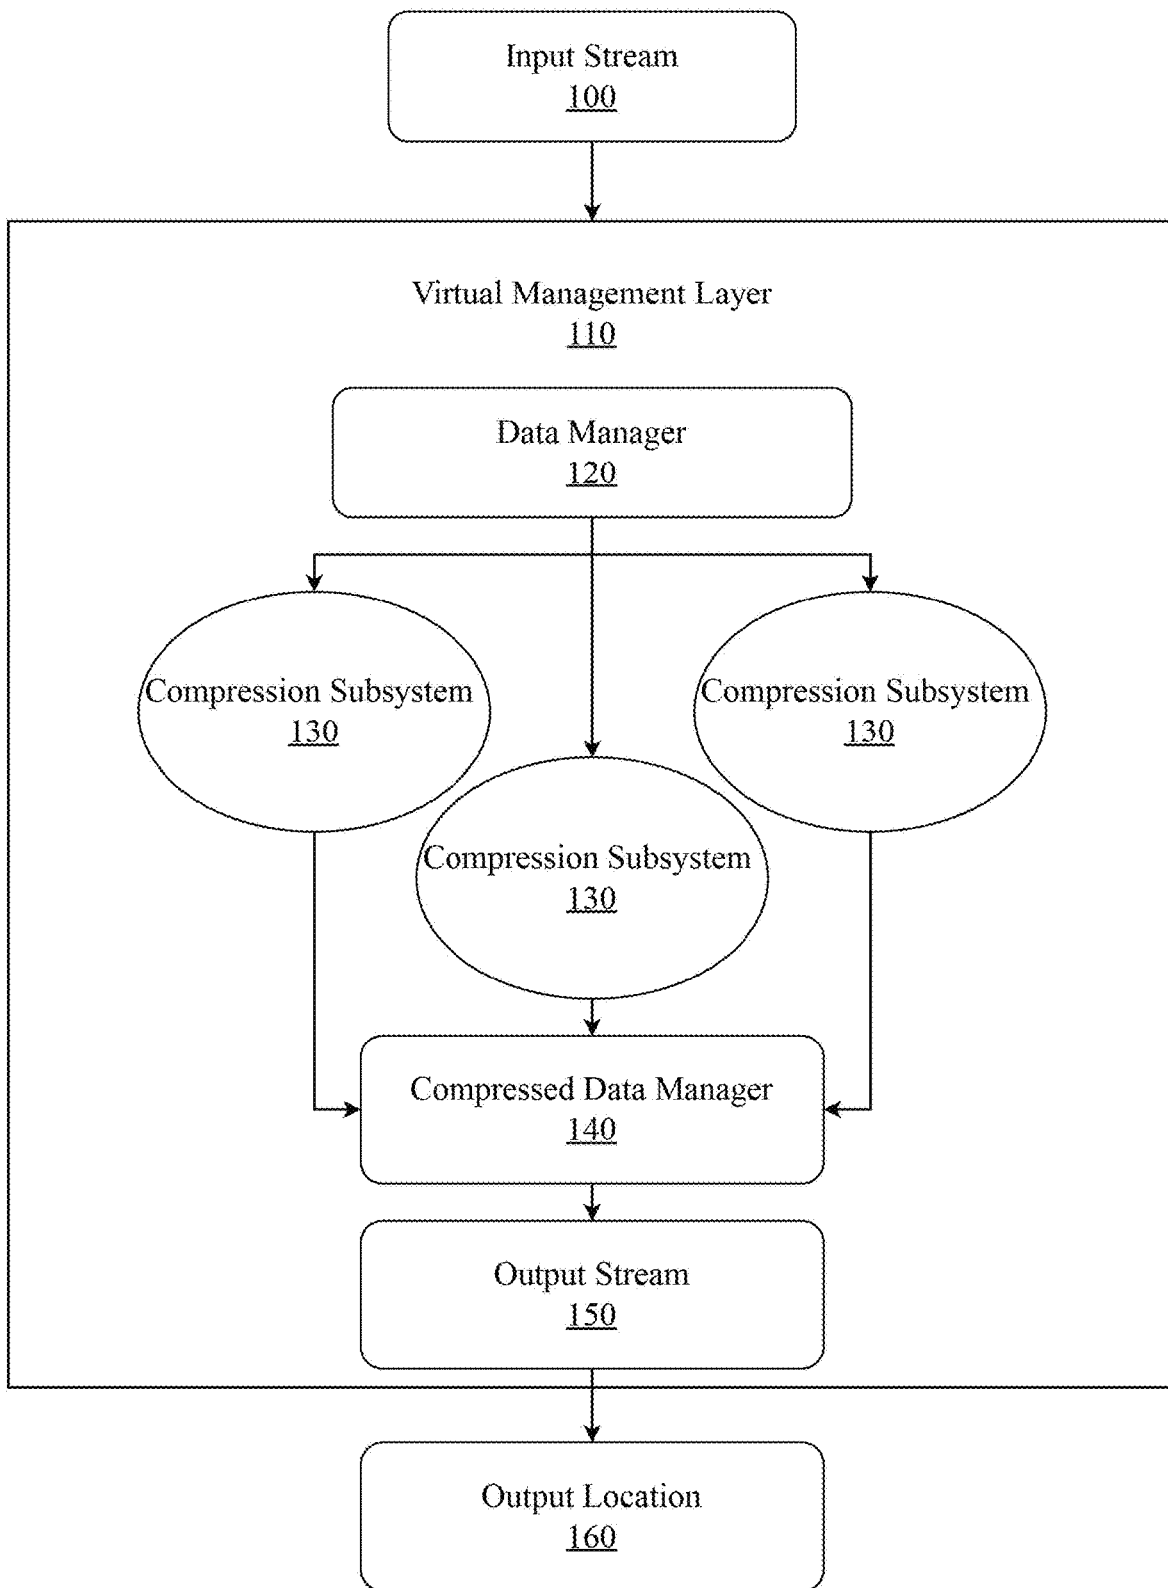 Input Stream
100
Virtual Management Layer
110
Data Manager
120
Compression Subsystem
130
Compression Subsystem
130
Compression Subsystem
130
Compressed Data Manager
140
Output Stream
150
Output Location
160